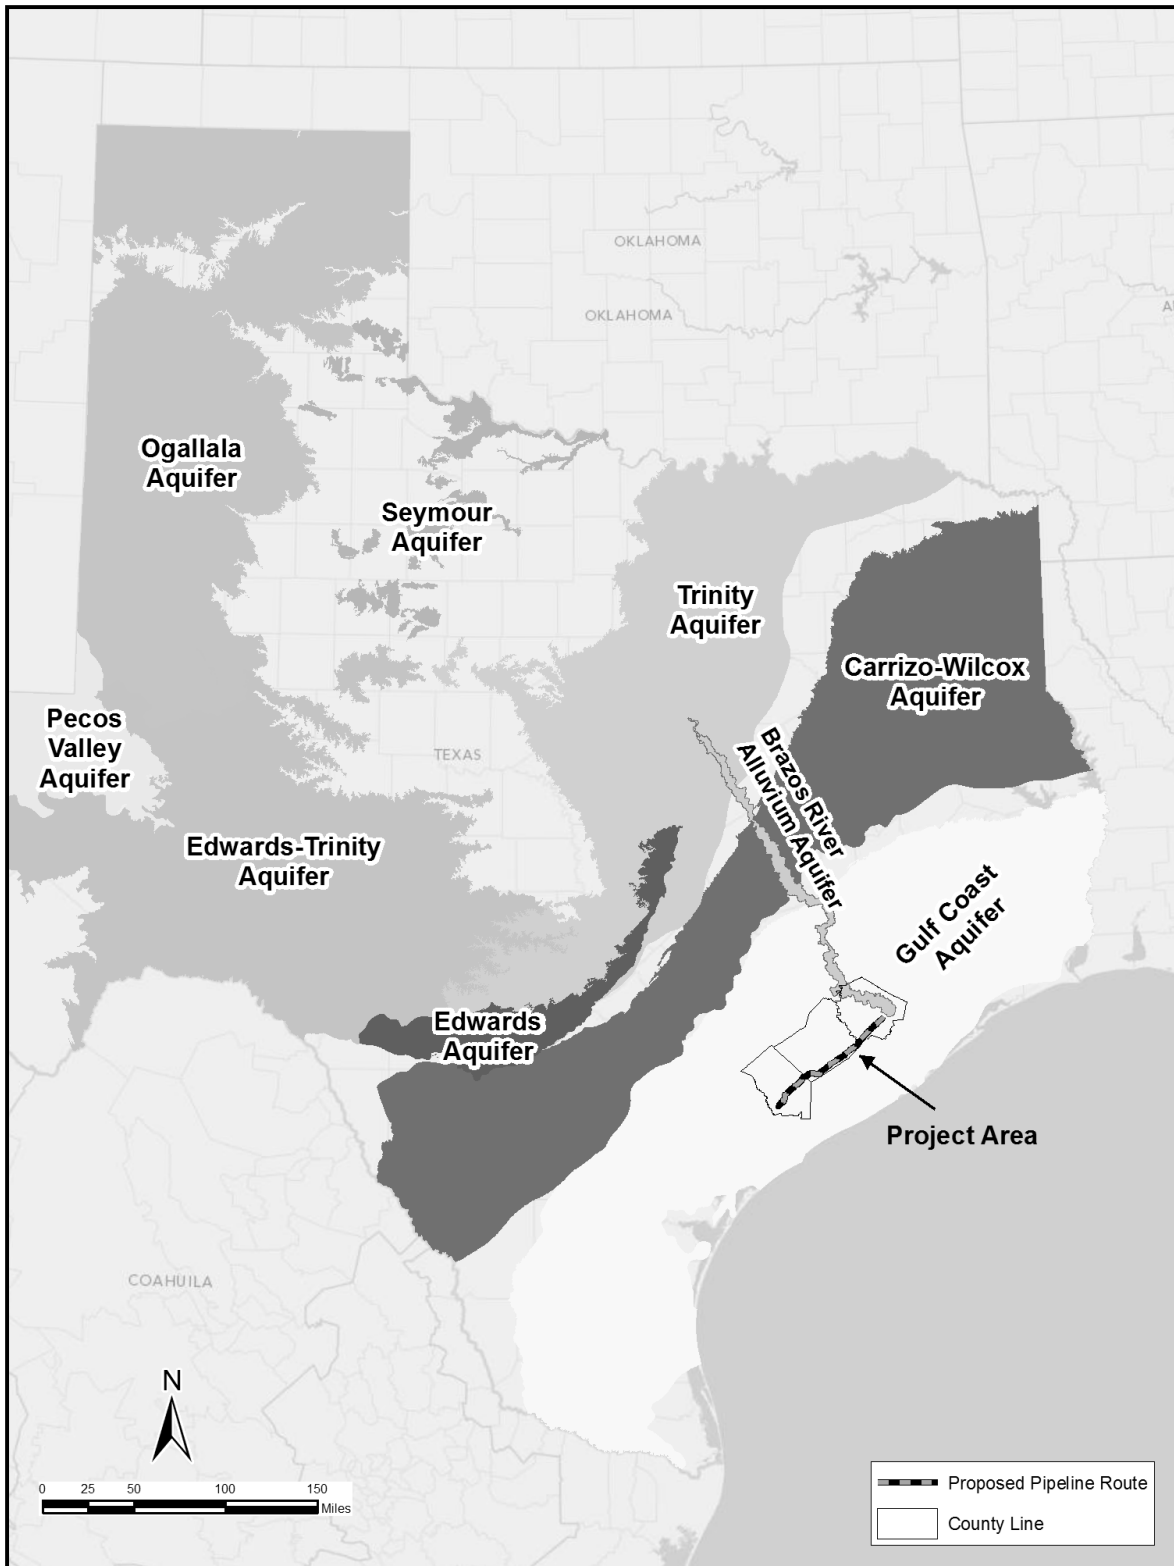 OKLAHOMA
OKLAHOMA
Ogallala
Aquifer
Seymour
Aquifer
Trinity
Aquifer
Carrizo-Wilcox
Aquifer
Pecos
Valley
Aquifer
TEXAS
Brazos River
Alluvium Aquifer
Edwards-Trinity
Aquifer
Gulf Coast
Aquifer
Edwards
Aquifer
Project Area
COAHUILA
N
0 25 50 100 150
Miles
Proposed Pipeline Route
County Line